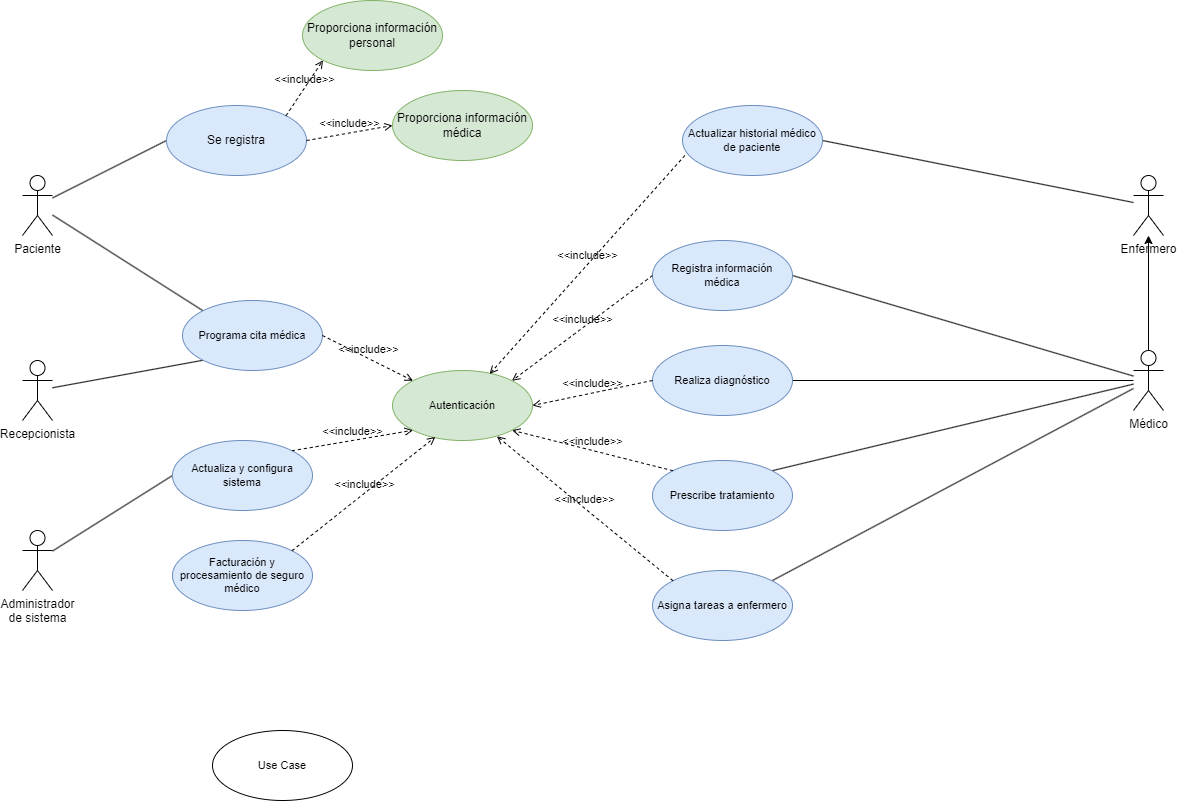 Proporciona información
personal
<<include>>
Proporciona información
médica
<<include>>
Se registra
Actualizar historial médico
de paciente
Paciente
Enfermero
<<include>>
Registra información
médica
<<include>>
Programa cita médica
<<include>>
Realiza diagnóstico
<<include>>
Autenticación
Recepcionista
Médico
<<include>>
<<include>>
Actualiza y configura
sistema
<<include>>
Prescribe tratamiento
<<include>>
Facturación y
procesamiento de seguro
médico
Administrador
de sistema
Asigna tareas a enfermero
Use Case